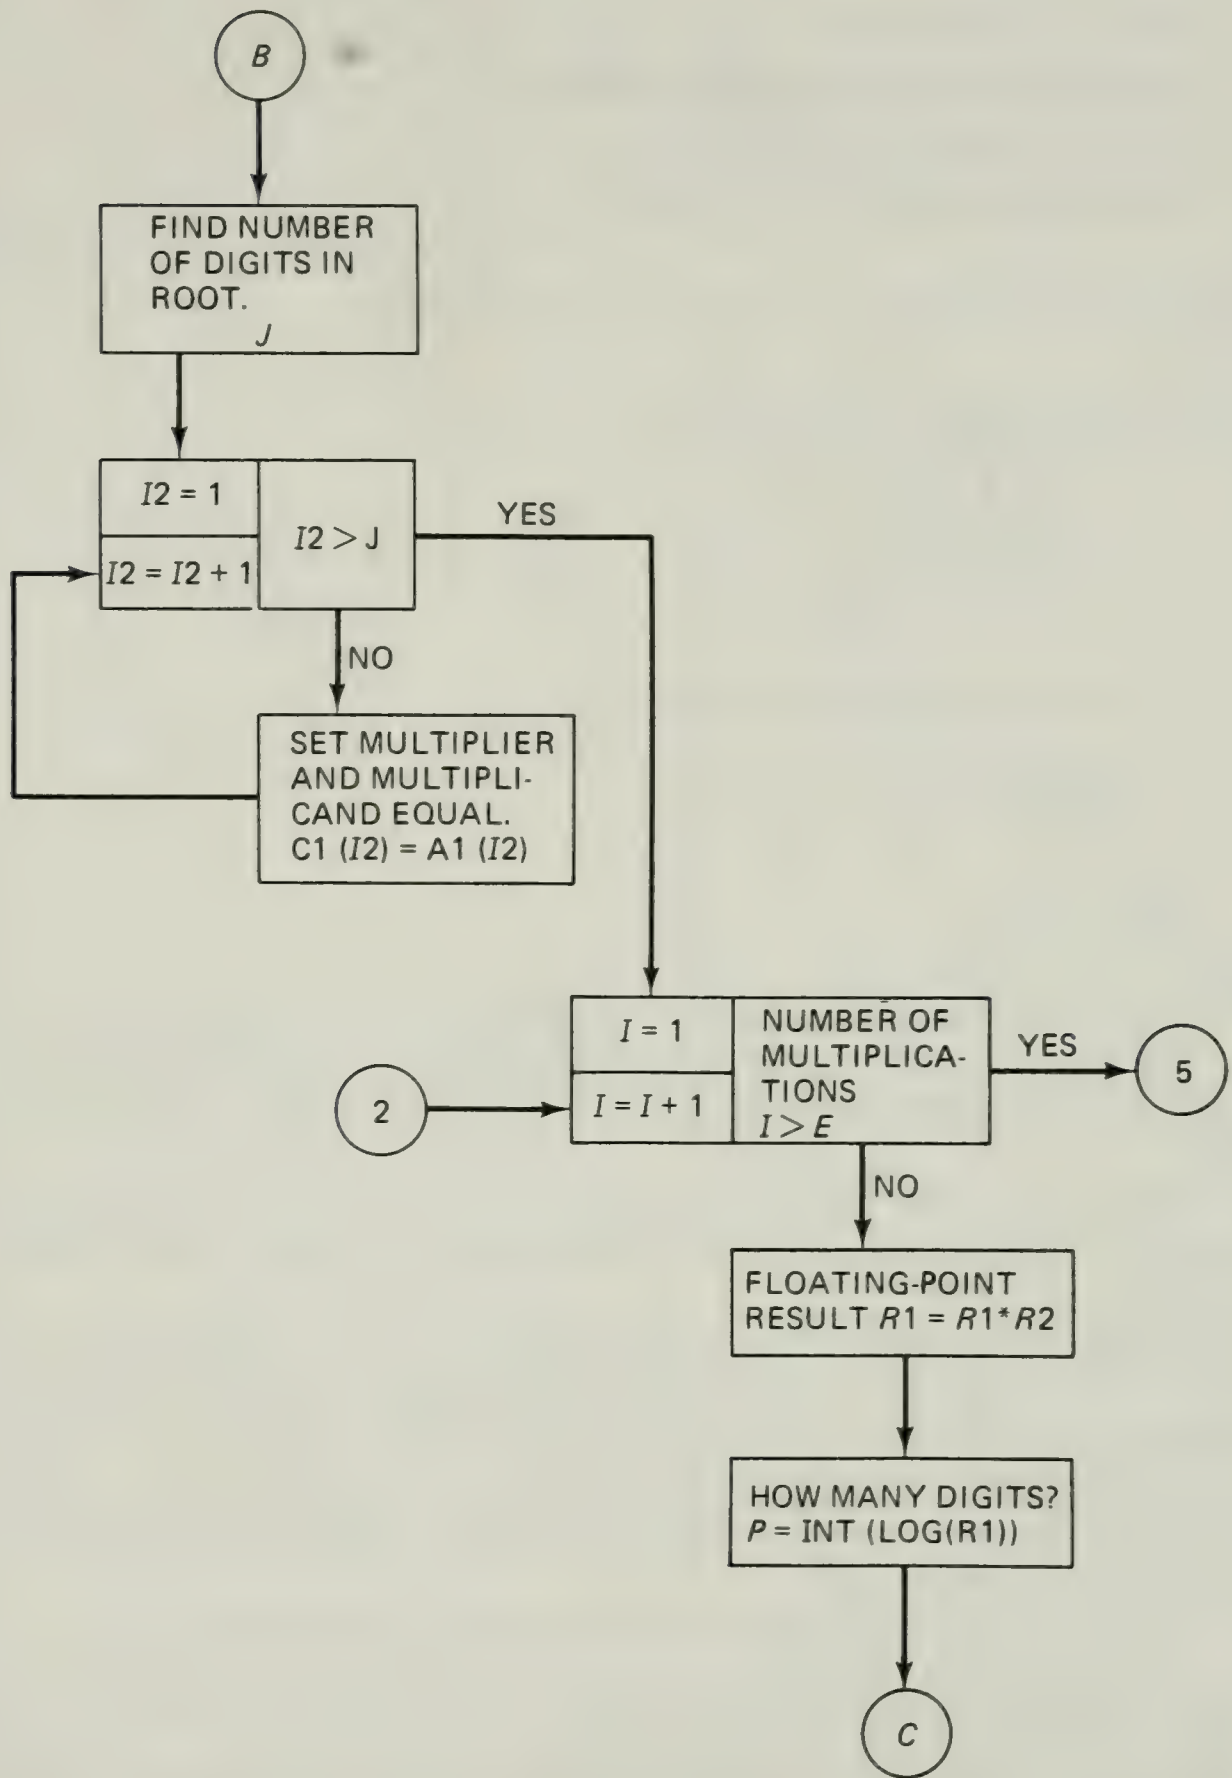 B
FIND NUMBER
OF DIGITS IN
ROOT.
J
I2 = 1
I2 = I2 + 1
I2 > J
YES
NO
SET MULTIPLIER
AND MULTIPLI-
CAND EQUAL.
C1 (I2) = A1 (I2)
I = 1
I = I + 1
NUMBER OF
MULTIPLICA-
TIONS
I > E
YES
5
2
NO
FLOATING-POINT
RESULT R1 = R1*R2
HOW MANY DIGITS?
P = INT (LOG(R1))
C